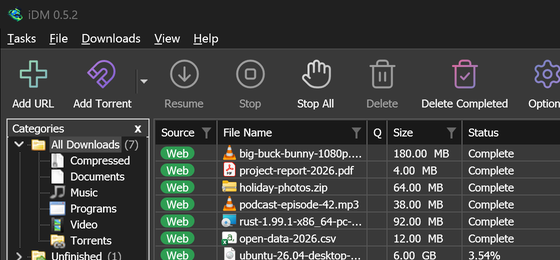 iDM 0.5.2
Tasks File Downloads View Help
Add URL Add Torrent Resume Stop Stop All Delete Delete Completed Option
Categories x Source File Name Q Size Status
All Downloads (7) Web big-buck-bunny-1080p.... 180.00 MB Complete
Compressed Web project-report-2026.pdf 4.00 MB Complete
Documents Web holiday-photos.zip 64.00 MB Complete
Music Web podcast-episode-42.mp3 38.00 MB Complete
Programs Web rust-1.99.1-x86_64-pc-... 92.00 MB Complete
Video Web open-data-2026.csv 12.00 MB Complete
Torrents Web ubuntu-26.04-desktop-... 6.00 GB 3.54%
Unfinished (1)